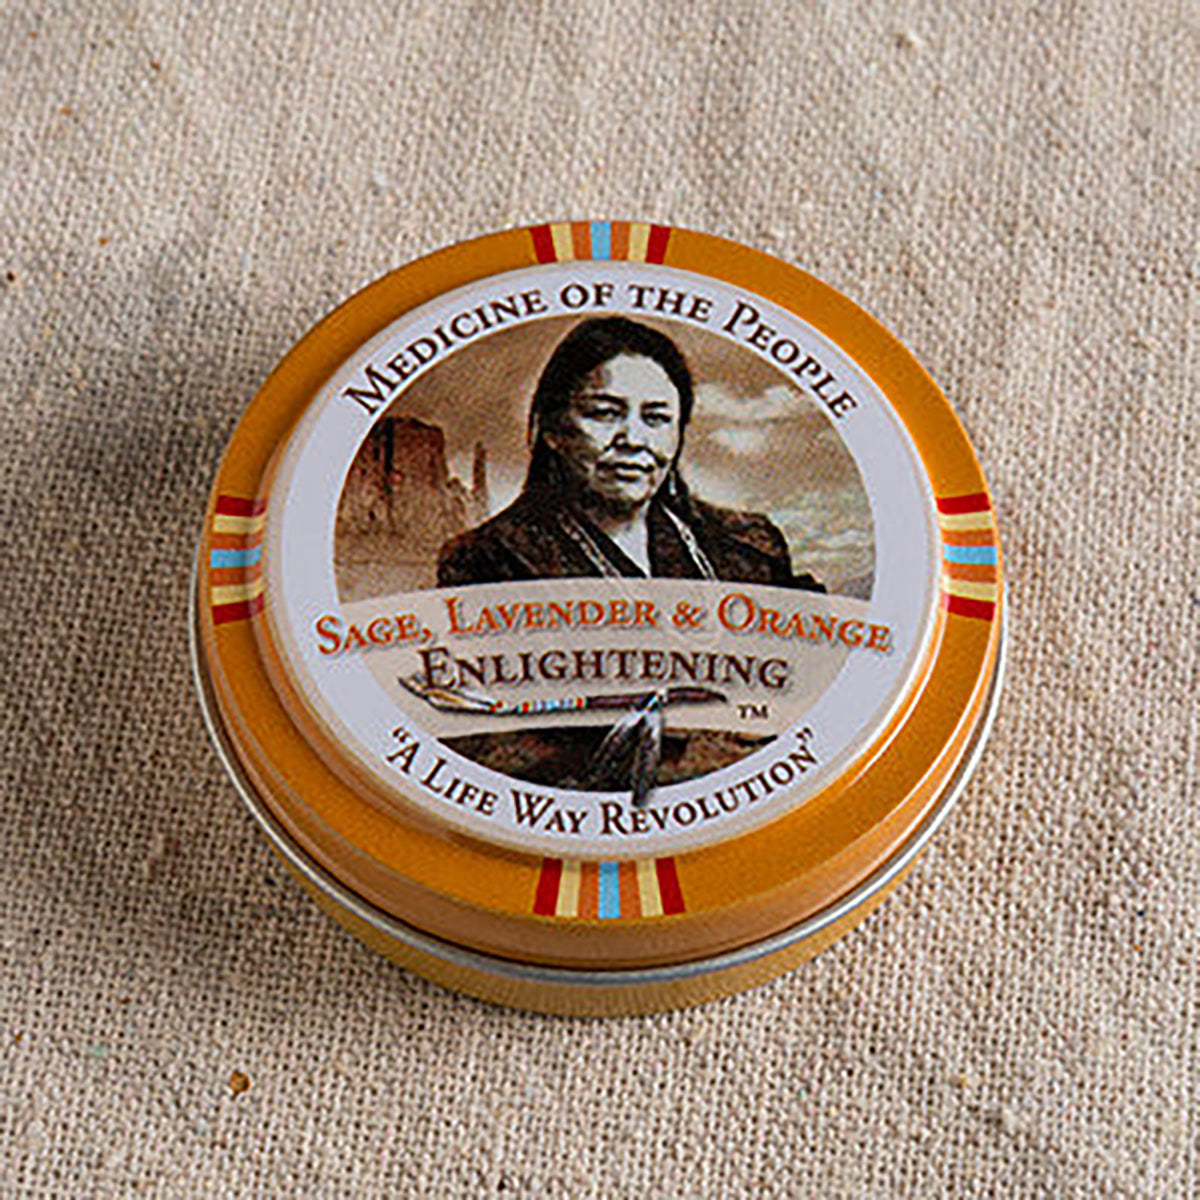 Medicine of the People
Sage, Lavender & Orange
Enlightening
™
“A Life Way Revolution”